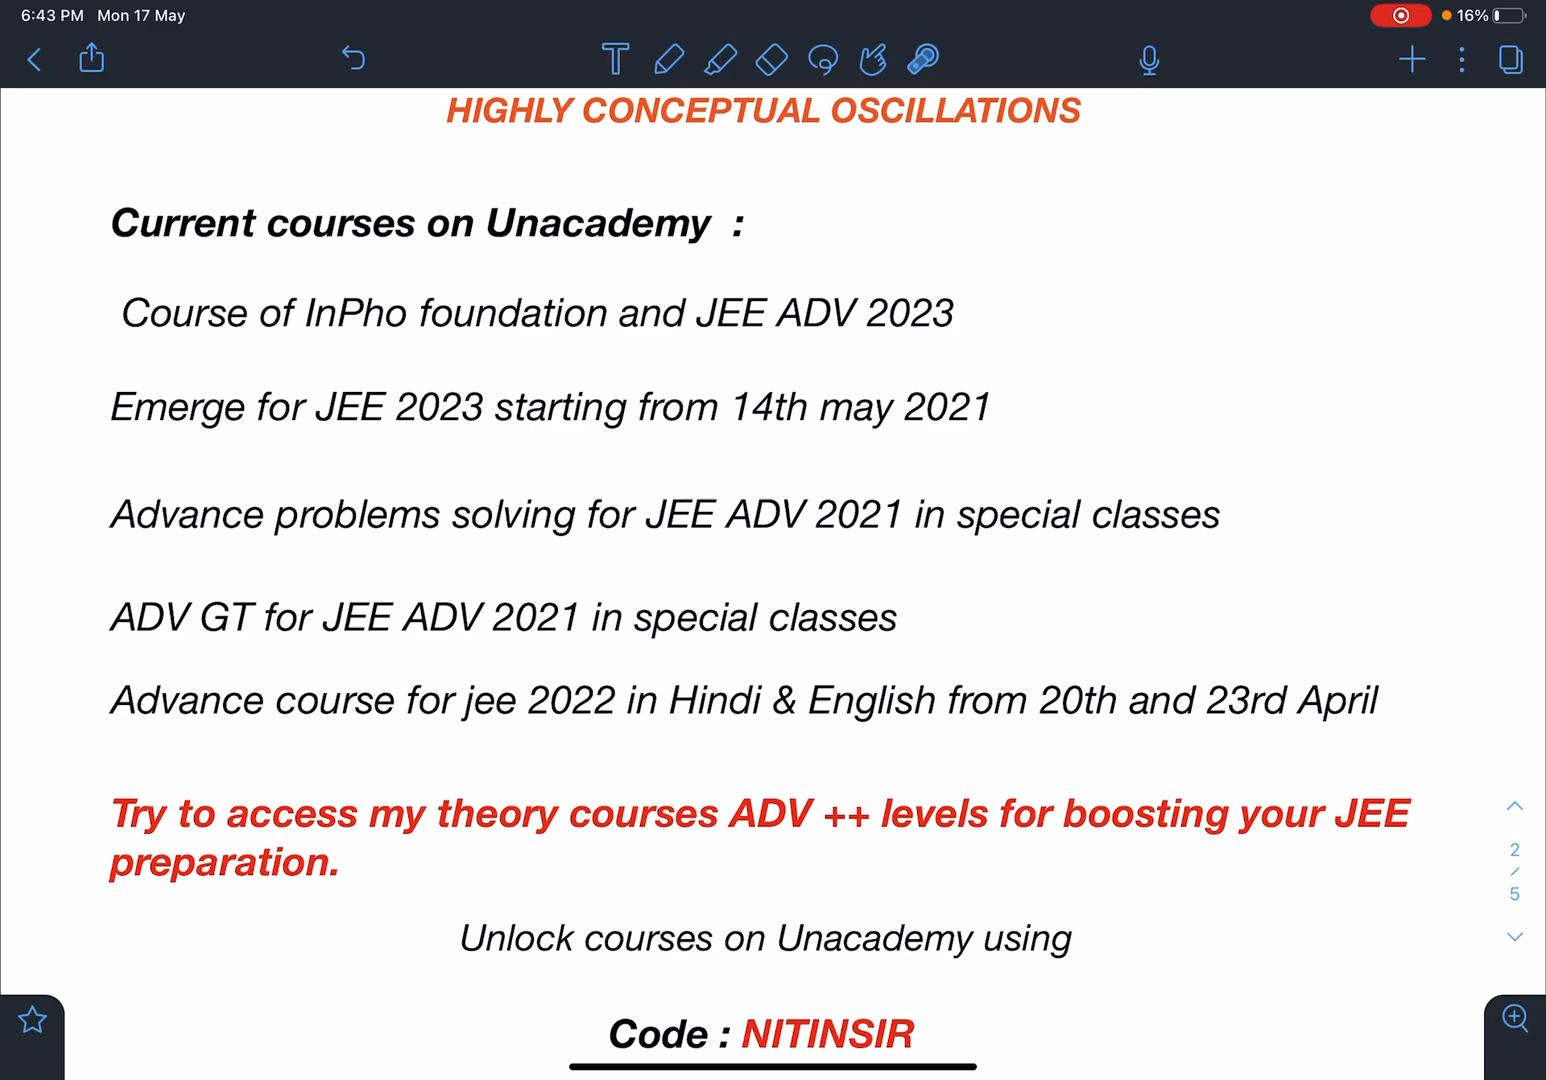 6:43 PM Mon 17 May
16%
HIGHLY CONCEPTUAL OSCILLATIONS
Current courses on Unacademy :
Course of InPho foundation and JEE ADV 2023
Emerge for JEE 2023 starting from 14th may 2021
Advance problems solving for JEE ADV 2021 in special classes
ADV GT for JEE ADV 2021 in special classes
Advance course for jee 2022 in Hindi & English from 20th and 23rd April
Try to access my theory courses ADV ++ levels for boosting your JEE
preparation.
2
/
5
Unlock courses on Unacademy using
Code : NITINSIR